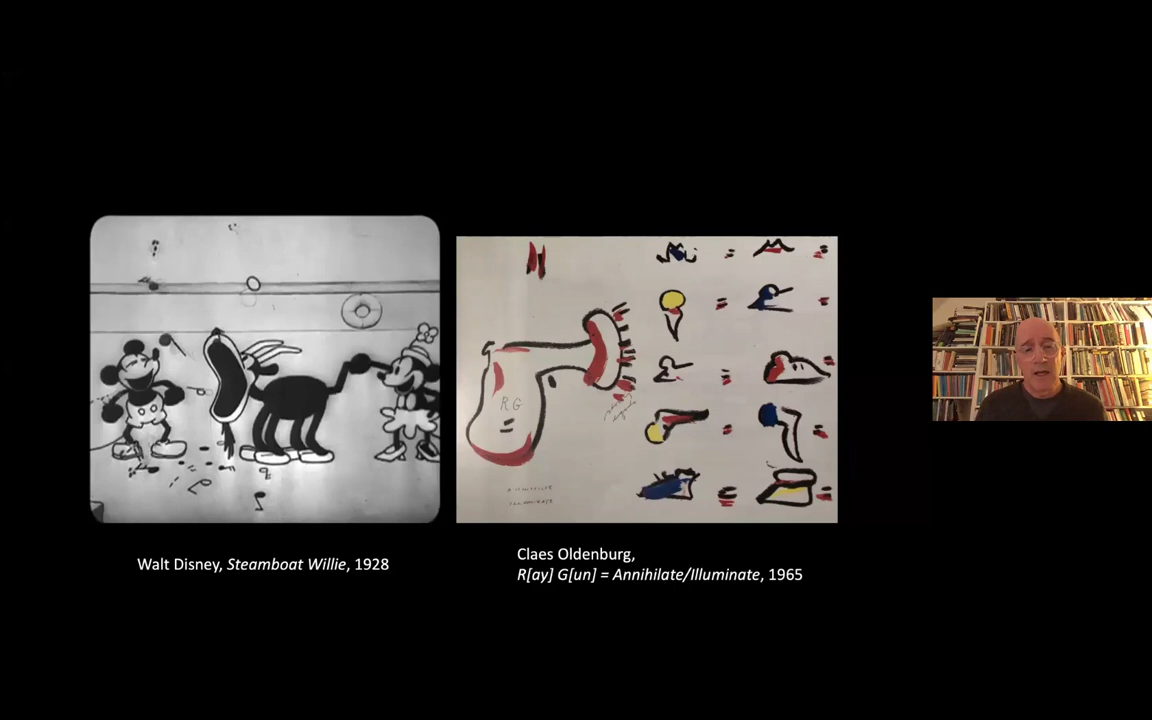 RG
Walt Disney, Steamboat Willie, 1928
Claes Oldenburg,
R[ay] G[un] = Annihilate/Illuminate, 1965